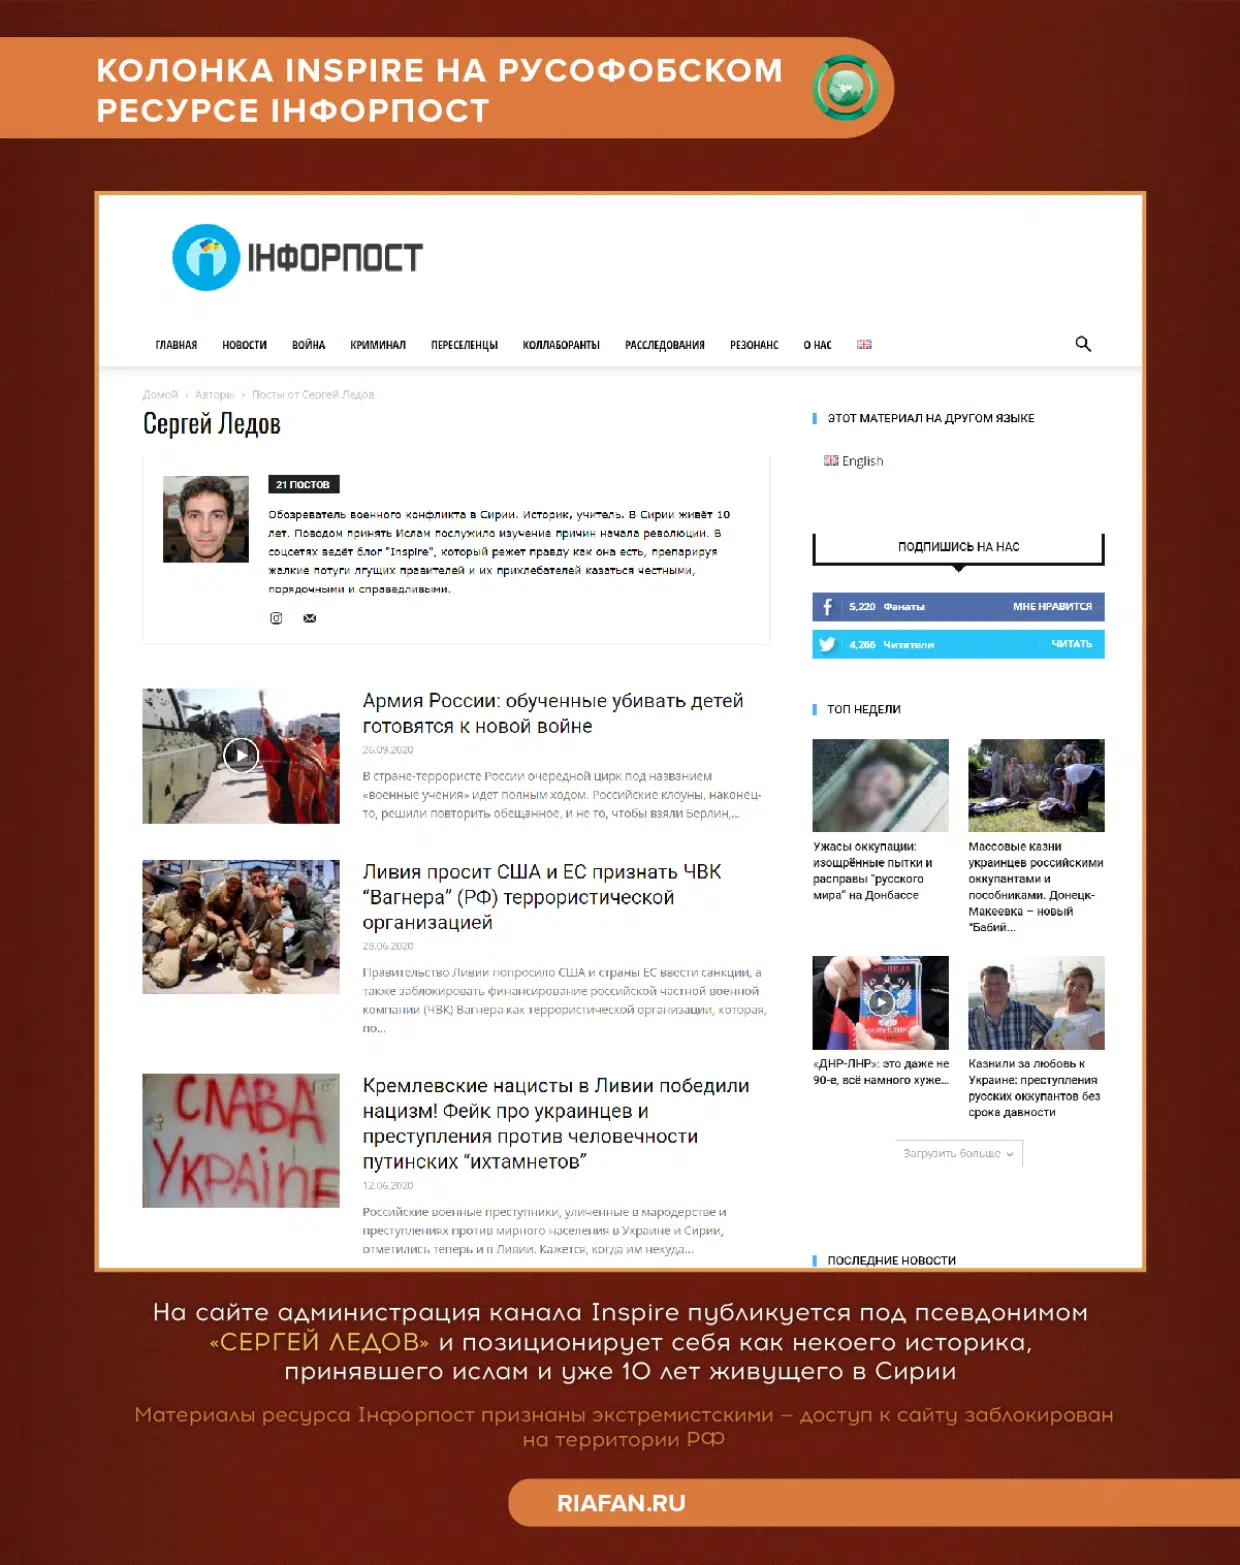 КОЛОНКА INSPIRE НА РУСОФОБСКОМ
РЕСУРСЕ ІНФОРПОСТ
ІНФОРПОСТ
ГЛАВНАЯ НОВОСТИ ВОЙНА КРИМИНАЛ ПЕРЕСЕЛЕНЦЫ КОЛЛАБОРАНТЫ РАССЛЕДОВАНИЯ РЕЗОНАНС О НАС
Домой › Авторы › Посты от Сергей Ледов
Сергей Ледов
21 ПОСТОВ
Обозреватель военного конфликта в Сирии. Историк, учитель. В Сирии живёт 10
лет. Поводом принять Ислам послужило изучение причин начала революции. В
соцсетях ведёт блог "Inspire", который режет правду как она есть, препарируя
жалкие потуги лгущих правителей и их прихлебателей казаться честными,
порядочными и справедливыми.
Армия России: обученные убивать детей
готовятся к новой войне
26.09.2020
В стране-террористе России очередной цирк под названием
«военные учения» идет полным ходом. Российские клоуны, наконец-
то, решили повторить обещанное, и не то, чтобы взяли Берлин,...
Ливия просит США и ЕС признать ЧВК
“Вагнера” (РФ) террористической
организацией
28.06.2020
Правительство Ливии попросило США и страны ЕС ввести санкции, а
также заблокировать финансирование российской частной военной
компании (ЧВК) Вагнера как террористической организации, которая,
по...
СЛАВА
УКРАЇНЕ
Кремлевские нацисты в Ливии победили
нацизм! Фейк про украинцев и
преступления против человечности
путинских “ихтамнетов”
12.06.2020
Российские военные преступники, уличенные в мародерстве и
преступлениях против мирного населения в Украине и Сирии,
отметились теперь и в Ливии. Кажется, когда им некуда...
ЭТОТ МАТЕРИАЛ НА ДРУГОМ ЯЗЫКЕ
English
ПОДПИШИСЬ НА НАС
5,220 Фанаты МНЕ НРАВИТСЯ
4,266 Читатели ЧИТАТЬ
ТОП НЕДЕЛИ
Ужасы оккупации:
изощрённые пытки и
расправы "русского
мира" на Донбассе
Массовые казни
украинцев российскими
оккупантами и
пособниками. Донецк-
Макеевка – новый
"Бабий...
«ДНР-ЛНР»: это даже не
90-е, всё намного хуже...
Казнили за любовь к
Украине: преступления
русских оккупантов без
срока давности
Загрузить больше
ПОСЛЕДНИЕ НОВОСТИ
На сайте администрация канала Inspire публикуется под псевдонимом
«СЕРГЕЙ ЛЕДОВ» и позиционирует себя как некоего историка,
принявшего ислам и уже 10 лет живущего в Сирии
Материалы ресурса Інфорпост признаны экстремистскими – доступ к сайту заблокирован
на территории РФ
RIAFAN.RU